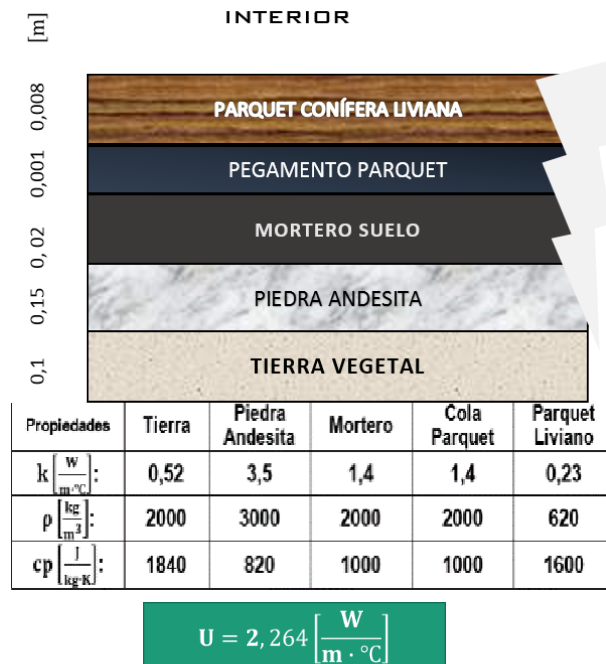 [m]
INTERIOR
0,008
PARQUET CONÍFERA LIVIANA
0,001
PEGAMENTO PARQUET
0, 02
MORTERO SUELO
0,15
PIEDRA ANDESITA
0,1
TIERRA VEGETAL
Propiedades Tierra Piedra Andesita Mortero Cola Parquet Parquet Liviano
k[W/m·°C]: 0,52 3,5 1,4 1,4 0,23
ρ[kg/m³]: 2000 3000 2000 2000 620
cp[J/kg·K]: 1840 820 1000 1000 1600
U = 2,264 [W/m · °C]